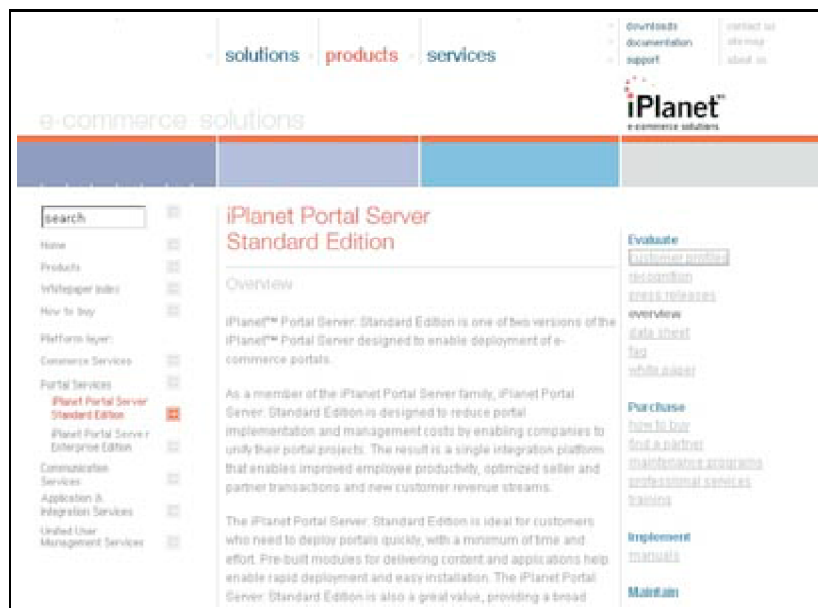 downloads
documentation
support
contact us
site map
about us
solutions
products
services
iPlanet™
e-commerce solutions
e-commerce solutions
search
Home
Products
Whitepaper Index
How to buy
Platform layer:
Commerce Services
Portal Services
iPlanet Portal Server
Standard Edition
iPlanet Portal Server
Enterprise Edition
Communication
Services
Application &
Integration Services
Unified User
Management Services
iPlanet Portal Server
Standard Edition
Overview
iPlanet™ Portal Server: Standard Edition is one of two versions of the
iPlanet™ Portal Server designed to enable deployment of e-
commerce portals.
As a member of the iPlanet Portal Server family, iPlanet Portal
Server: Standard Edition is designed to reduce portal
implementation and management costs by enabling companies to
unify their portal projects. The result is a single integration platform
that enables improved employee productivity, optimized seller and
partner transactions and new customer revenue streams.
The iPlanet Portal Server: Standard Edition is ideal for customers
who need to deploy portals quickly, with a minimum of time and
effort. Pre-built modules for delivering content and applications help
enable rapid deployment and easy installation. The iPlanet Portal
Server: Standard Edition is also a great value, providing a broad
Evaluate
customer profiles
recognition
press releases
overview
data sheet
faq
white paper
Purchase
how to buy
find a partner
maintenance programs
professional services
training
Implement
manuals
Maintain